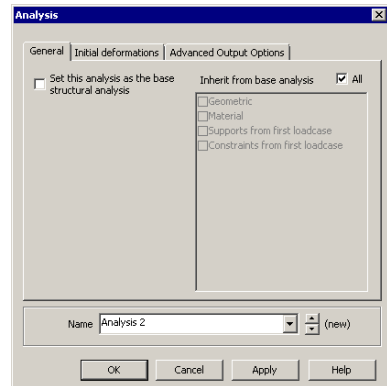 Analysis
General
Initial deformations
Advanced Output Options
Set this analysis as the base
structural analysis
Inherit from base analysis
All
Geometric
Material
Supports from first loadcase
Constraints from first loadcase
Name
Analysis 2
(new)
OK
Cancel
Apply
Help